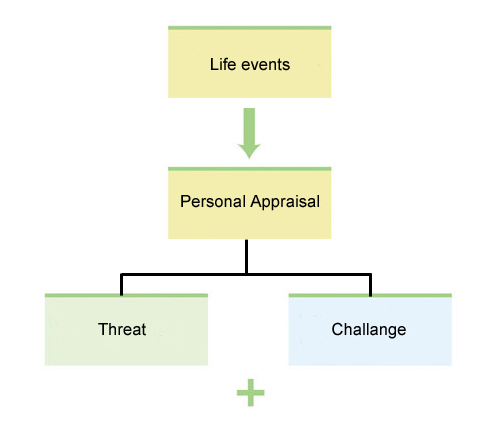 Life events
Personal Appraisal
Threat
Challange
+